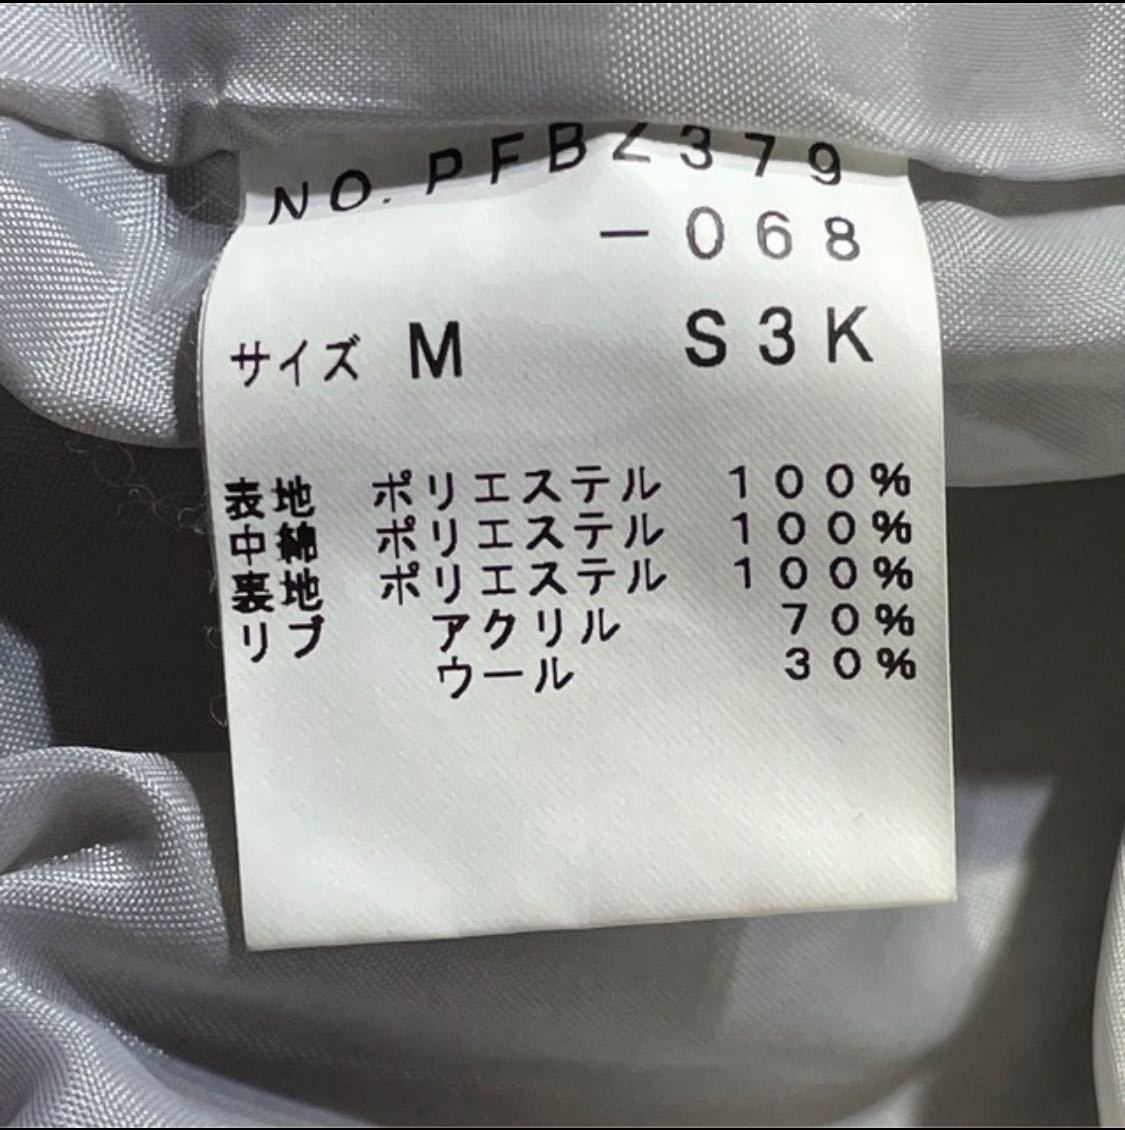 NO. PFBZ379
-068
サイズ M S3K
表地 ポリエステル 100%
中綿 ポリエステル 100%
裏地 ポリエステル 100%
リブ アクリル 70%
ウール 30%